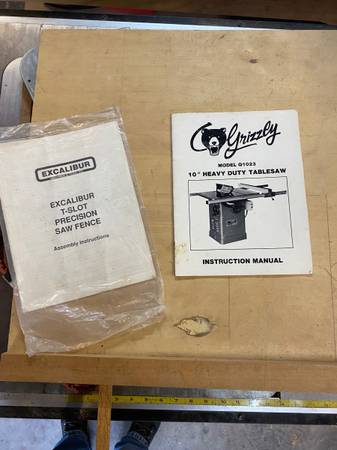 EXCALIBUR
EXCALIBUR
T-SLOT
PRECISION
SAW FENCE
Assembly Instructions
Grizzly
MODEL G1023
10" HEAVY DUTY TABLESAW
INSTRUCTION MANUAL